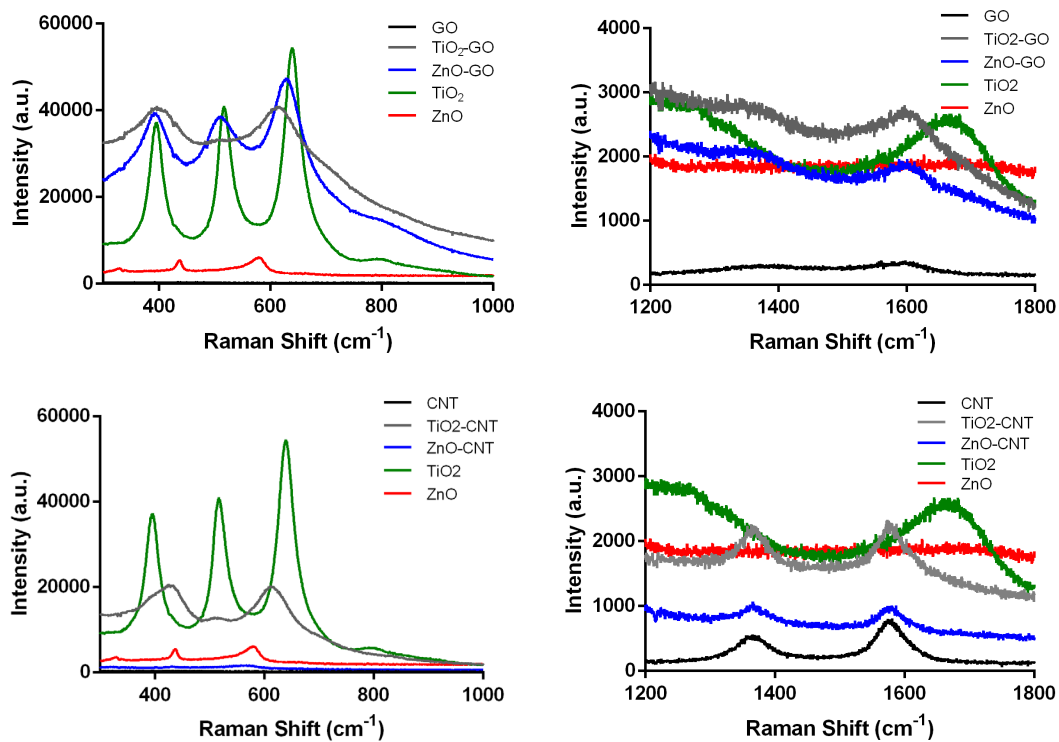 60000
40000
20000
0
400
600
800
1000
Intensity (a.u.)
Raman Shift (cm⁻¹)
GO
TiO₂-GO
ZnO-GO
TiO₂
ZnO
4000
3000
2000
1000
0
1200
1400
1600
1800
Intensity (a.u.)
Raman Shift (cm⁻¹)
GO
TiO2-GO
ZnO-GO
TiO2
ZnO
60000
40000
20000
0
400
600
800
1000
Intensity (a.u.)
Raman Shift (cm⁻¹)
CNT
TiO2-CNT
ZnO-CNT
TiO2
ZnO
4000
3000
2000
1000
0
1200
1400
1600
1800
Intensity (a.u.)
Raman Shift (cm⁻¹)
CNT
TiO2-CNT
ZnO-CNT
TiO2
ZnO